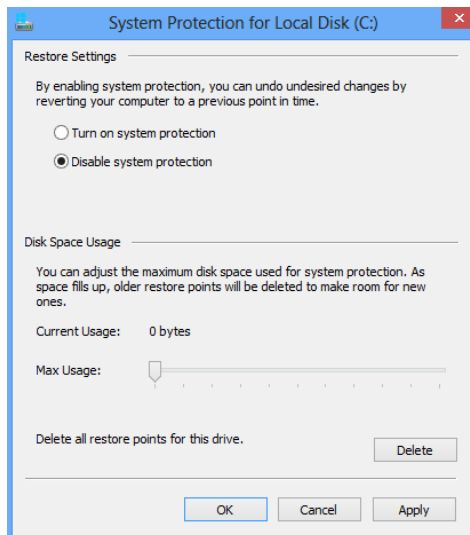 System Protection for Local Disk (C:)
Restore Settings
By enabling system protection, you can undo undesired changes by
reverting your computer to a previous point in time.
Turn on system protection
Disable system protection
Disk Space Usage
You can adjust the maximum disk space used for system protection. As
space fills up, older restore points will be deleted to make room for new
ones.
Current Usage: 0 bytes
Max Usage:
Delete all restore points for this drive.
Delete
OK Cancel Apply